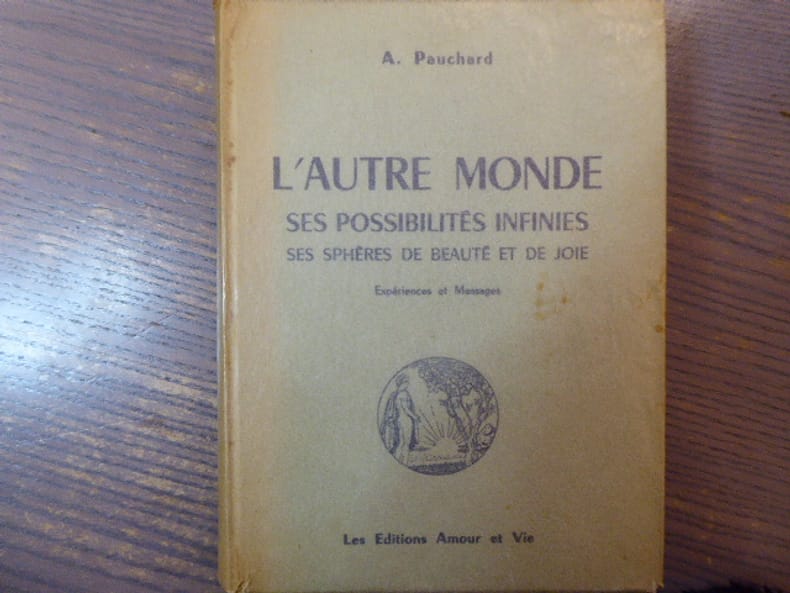 A. Pauchard
L'AUTRE MONDE
SES POSSIBILITÉS INFINIES
SES SPHÈRES DE BEAUTÉ ET DE JOIE
Expériences et Messages
Les Editions Amour et Vie